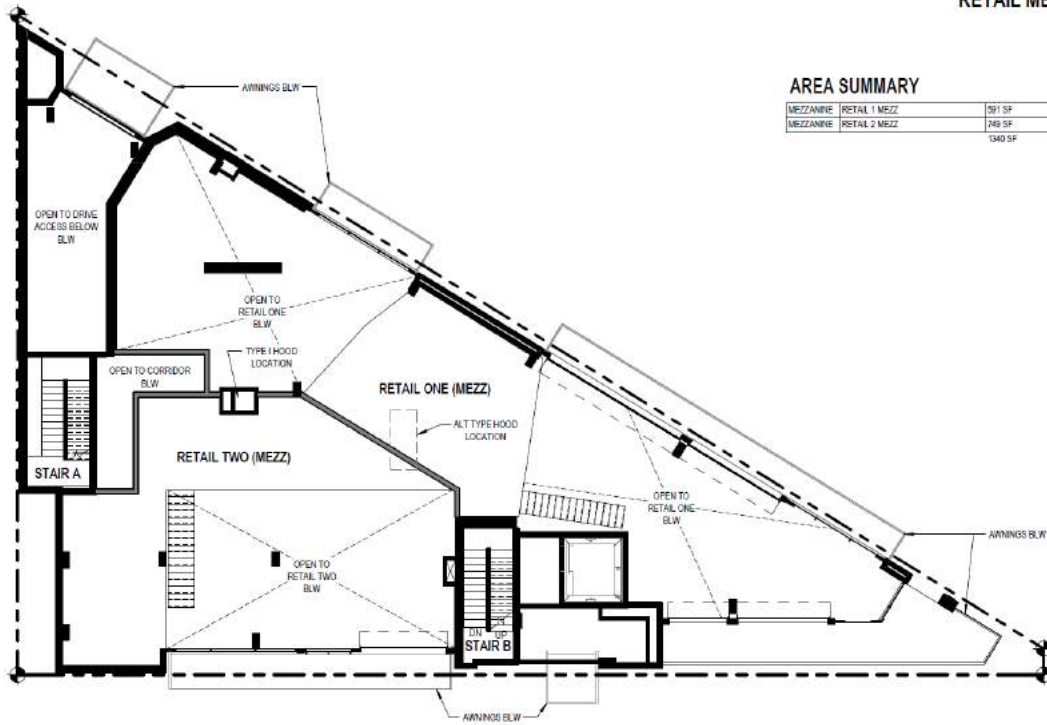 RETAIL ME
AREA SUMMARY
MEZZANINE RETAIL 1 MEZZ 591 SF
MEZZANINE RETAIL 2 MEZZ 749 SF
1340 SF
AWNINGS BLW
OPEN TO DRIVE
ACCESS BELOW
BLW
OPEN TO
RETAIL ONE
BLW
TYPE I HOOD
LOCATION
OPEN TO CORRIDOR
BLW
RETAIL ONE (MEZZ)
ALT TYPE HOOD
LOCATION
RETAIL TWO (MEZZ)
STAIR A
OPEN TO
RETAIL ONE
BLW
AWNINGS BLW
OPEN TO
RETAIL TWO
BLW
DN
UP
STAIR B
AWNINGS BLW